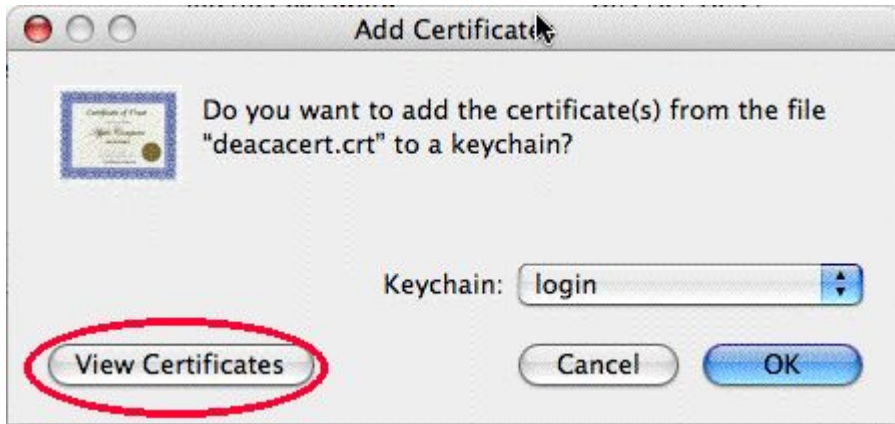 Add Certificates
Do you want to add the certificate(s) from the file
“deacacert.crt” to a keychain?
Keychain: login
View Certificates Cancel OK